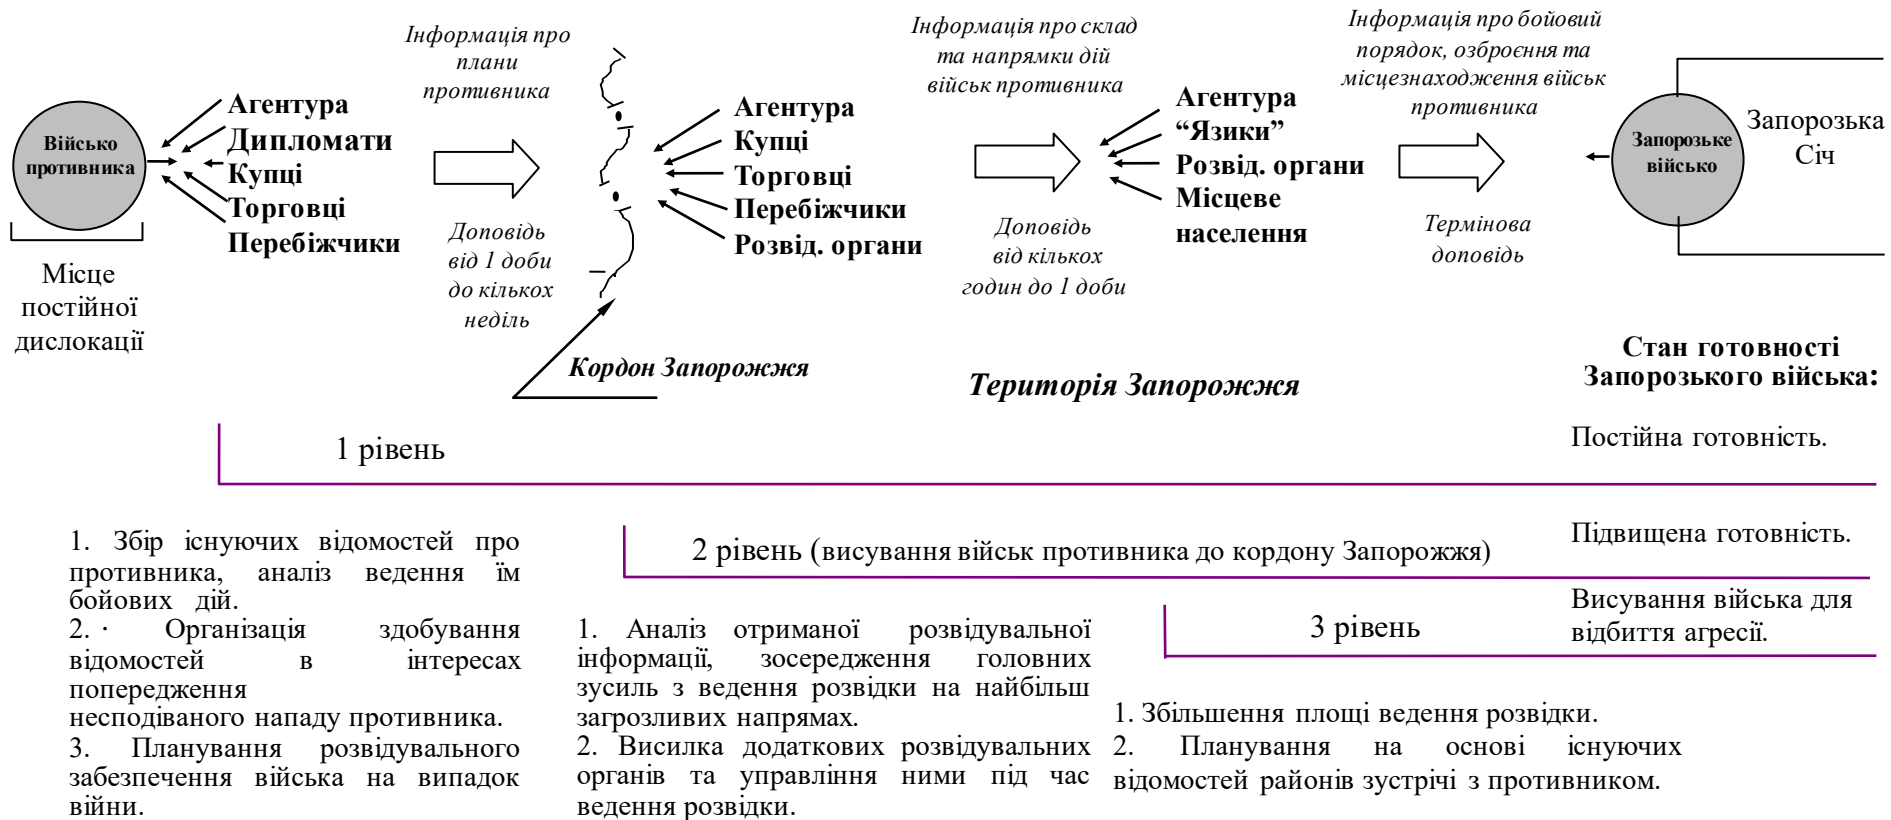 Військо
противника
Місце
постійної
дислокації
Агентура
Дипломати
Купці
Торговці
Перебіжчики
Інформація про
плани
противника
Доповідь
від 1 доби
до кількох
неділь
Кордон Запорожжя
Агентура
Купці
Торговці
Перебіжчики
Розвід. органи
Інформація про склад
та напрямки дій
військ противника
Доповідь
від кількох
годин до 1 доби
Територія Запорожжя
Агентура
“Язики”
Розвід. органи
Місцеве
населення
Інформація про бойовий
порядок, озброєння та
місцезнаходження військ
противника
Термінова
доповідь
Запорозьке
військо
Запорозька
Січ
Стан готовності
Запорозького війська:
1 рівень
Постійна готовність.
2 рівень (висування військ противника до кордону Запорожжя)
Підвищена готовність.
3 рівень
Висування війська для
відбиття агресії.
1. Збір існуючих відомостей про
противника, аналіз ведення їм
бойових дій.
2. · Організація здобування
відомостей в інтересах
попередження
несподіваного нападу противника.
3. Планування розвідувального
забезпечення війська на випадок
війни.
1. Аналіз отриманої розвідувальної
інформації, зосередження головних
зусиль з ведення розвідки на найбільш
загрозливих напрямах.
2. Висилка додаткових розвідувальних
органів та управління ними під час
ведення розвідки.
1. Збільшення площі ведення розвідки.
2. Планування на основі існуючих
відомостей районів зустрічі з противником.